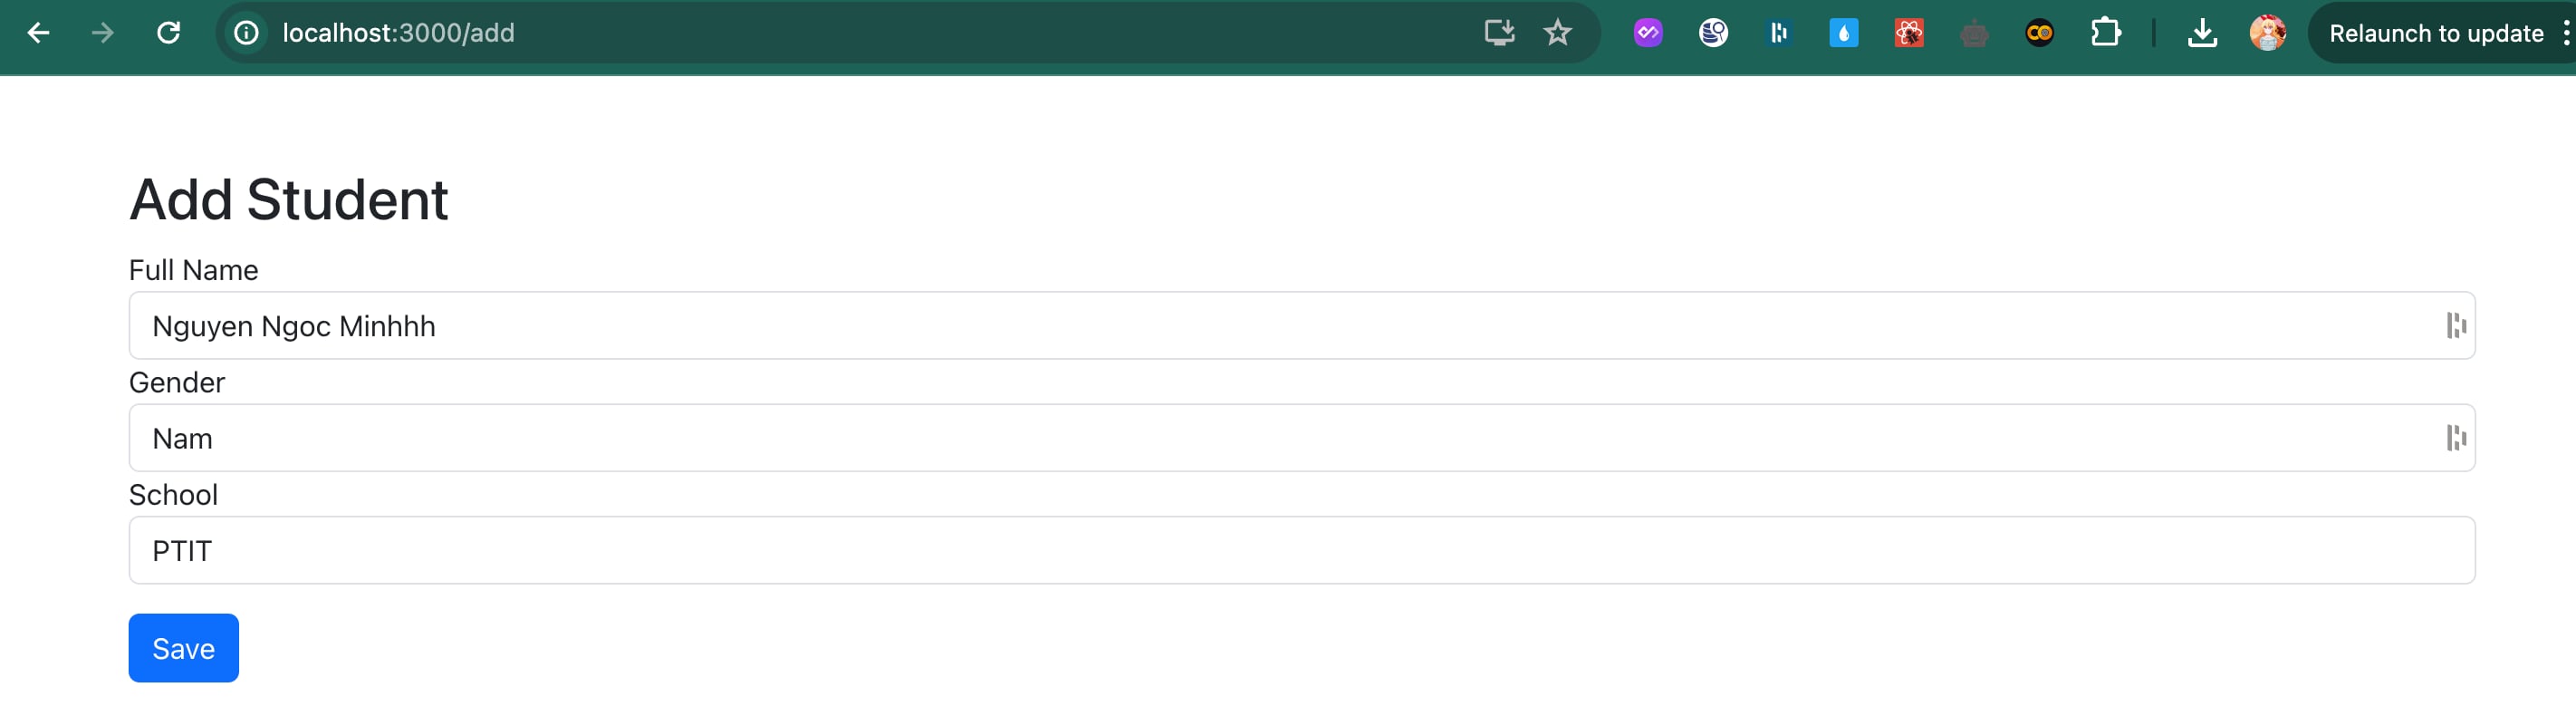 localhost:3000/add
Relaunch to update
Add Student
Full Name
Nguyen Ngoc Minhhh
Gender
Nam
School
PTIT
Save